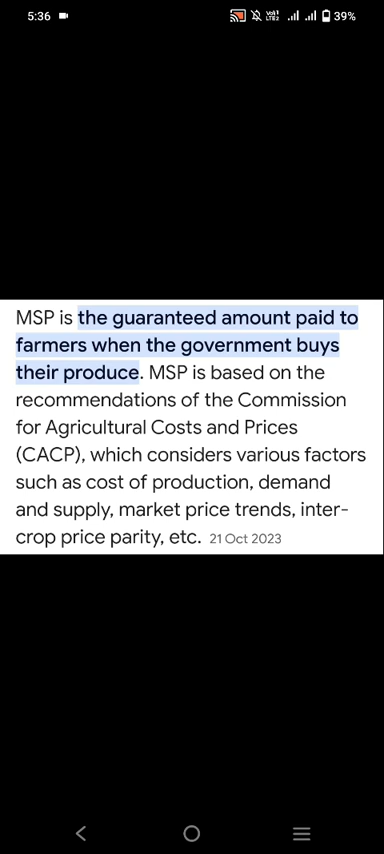 5:36
VoLTE LTE2
39%
MSP is the guaranteed amount paid to
farmers when the government buys
their produce. MSP is based on the
recommendations of the Commission
for Agricultural Costs and Prices
(CACP), which considers various factors
such as cost of production, demand
and supply, market price trends, inter-
crop price parity, etc. 21 Oct 2023